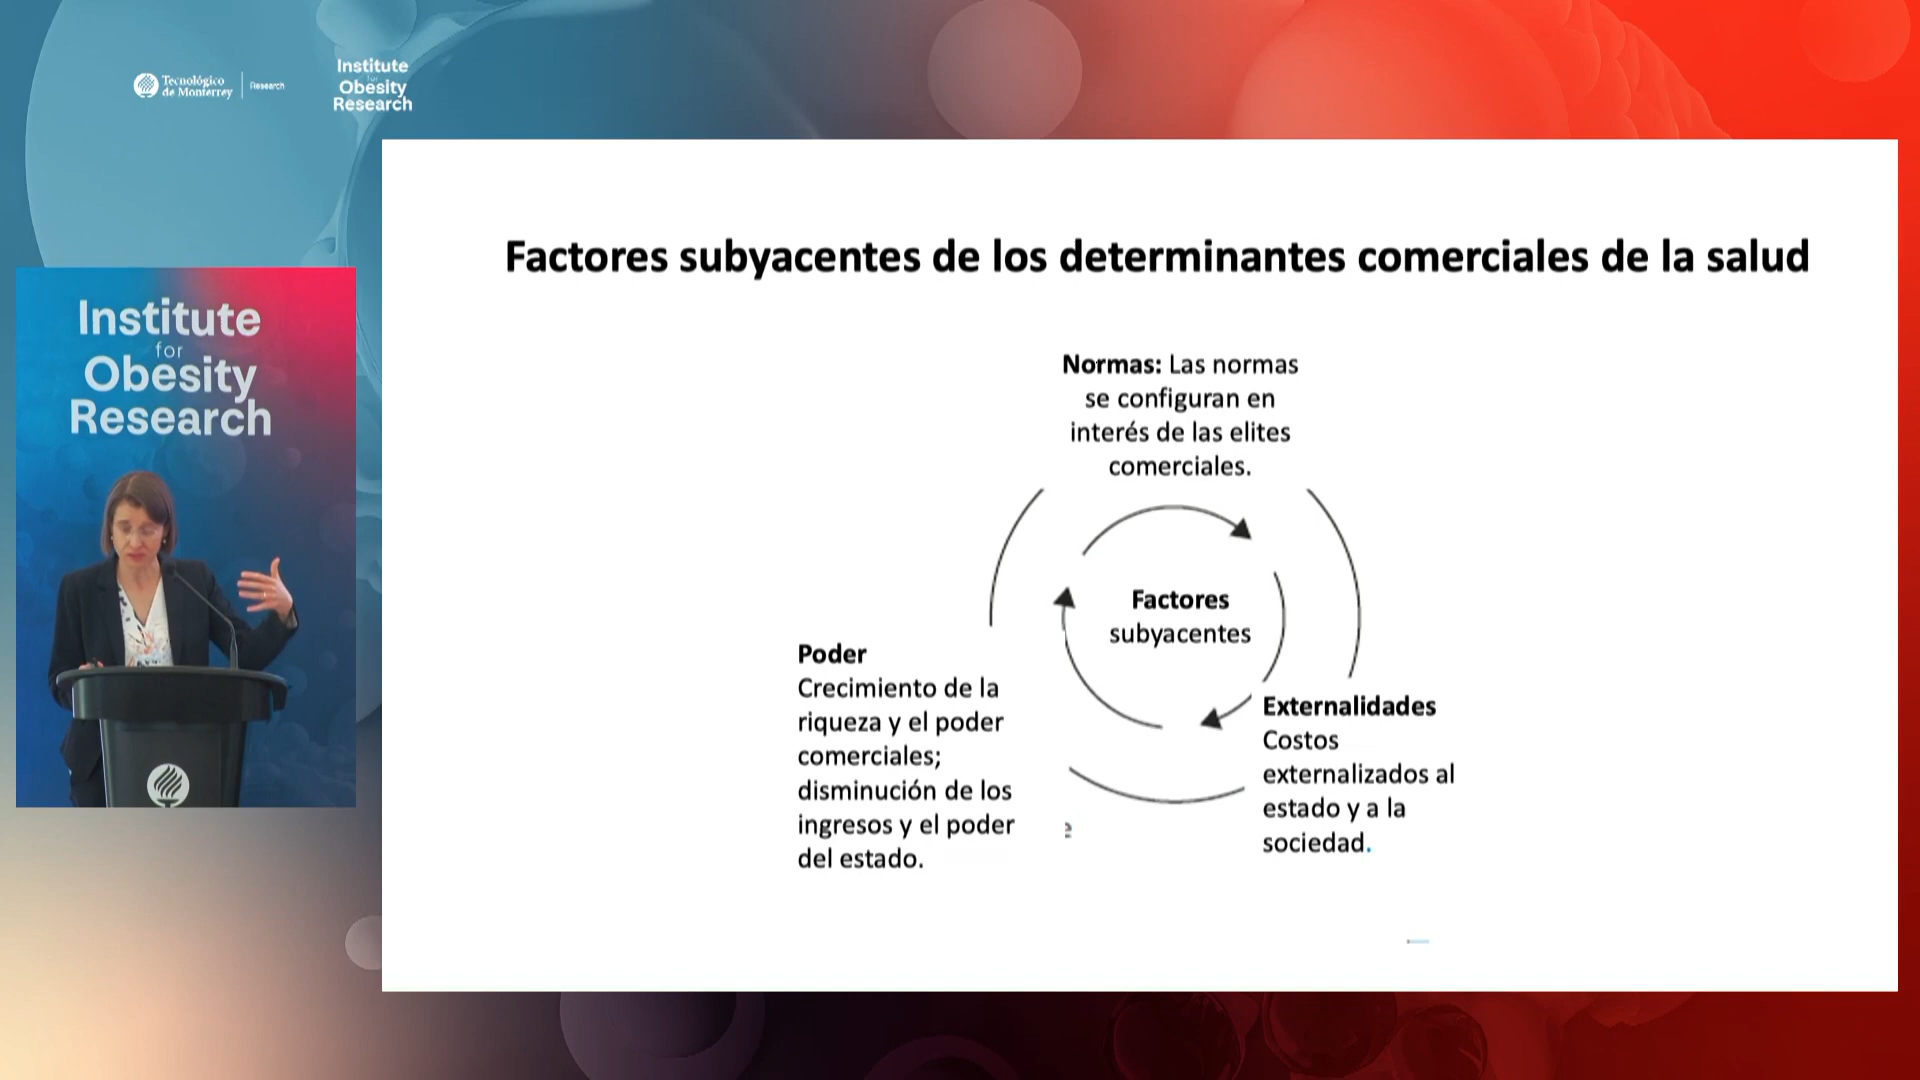 Tecnológico
de Monterrey
Research
Institute
for
Obesity
Research
Institute
for
Obesity
Research
Factores subyacentes de los determinantes comerciales de la salud
Normas: Las normas
se configuran en
interés de las elites
comerciales.
Factores
subyacentes
Poder
Crecimiento de la
riqueza y el poder
comerciales;
disminución de los
ingresos y el poder
del estado.
Externalidades
Costos
externalizados al
estado y a la
sociedad.